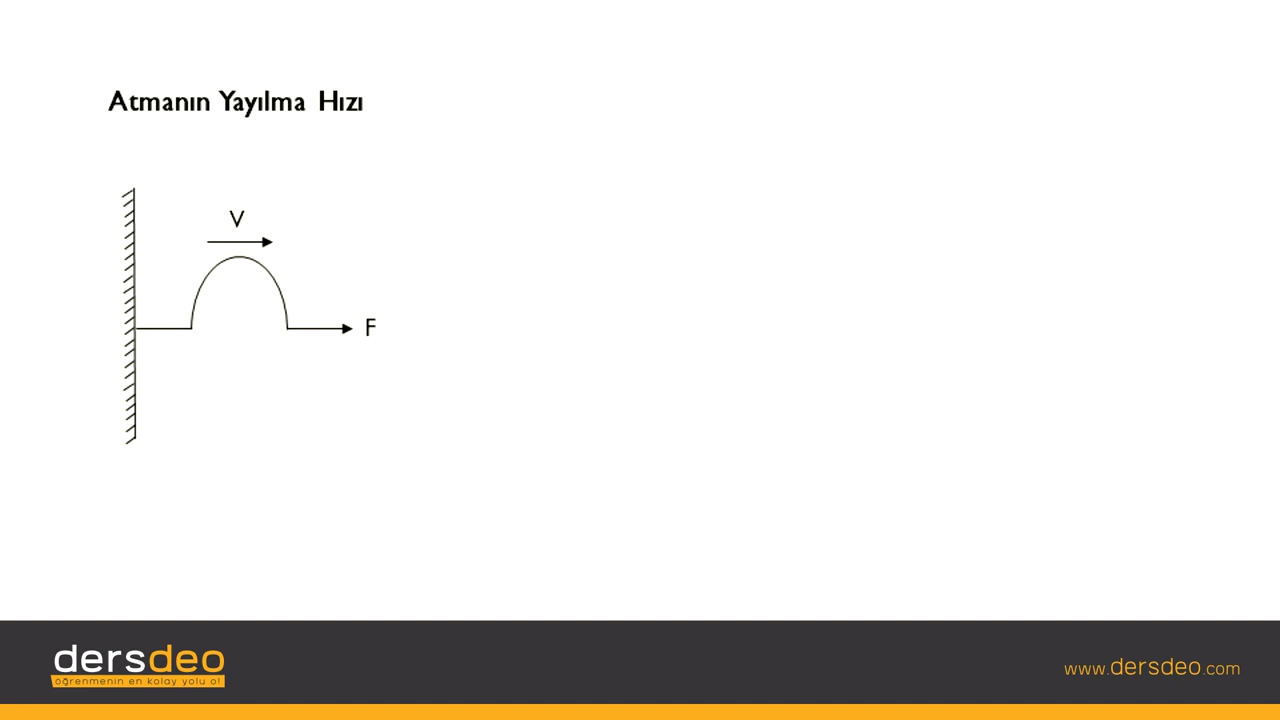 Atmanın Yayılma Hızı
V
F
dersdeo
öğrenmenin en kolay yolu o!
www.dersdeo.com